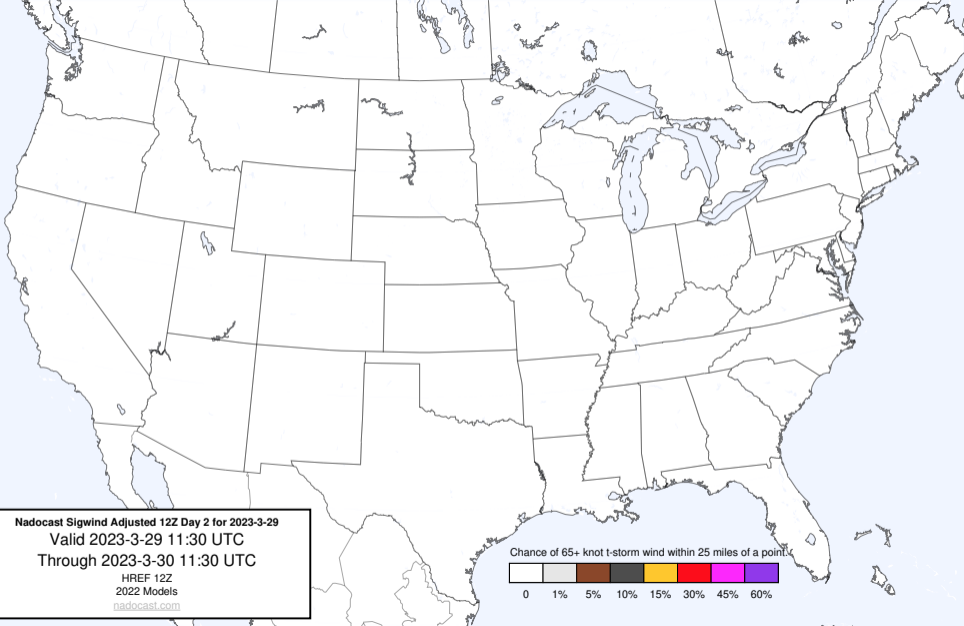 Nadocast Sigwind Adjusted 12Z Day 2 for 2023-3-29
Valid 2023-3-29 11:30 UTC
Through 2023-3-30 11:30 UTC
HREF 12Z
2022 Models
nadocast.com
Chance of 65+ knot t-storm wind within 25 miles of a point.
0 1% 5% 10% 15% 30% 45% 60%